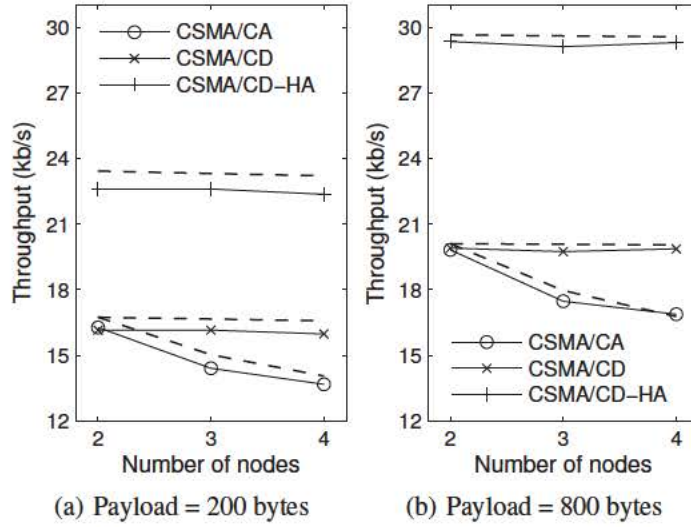 Throughput (kb/s)
30
27
24
21
18
15
12
CSMA/CA
CSMA/CD
CSMA/CD-HA
2
3
4
Number of nodes
(a) Payload = 200 bytes
Throughput (kb/s)
30
27
24
21
18
15
12
CSMA/CA
CSMA/CD
CSMA/CD-HA
2
3
4
Number of nodes
(b) Payload = 800 bytes